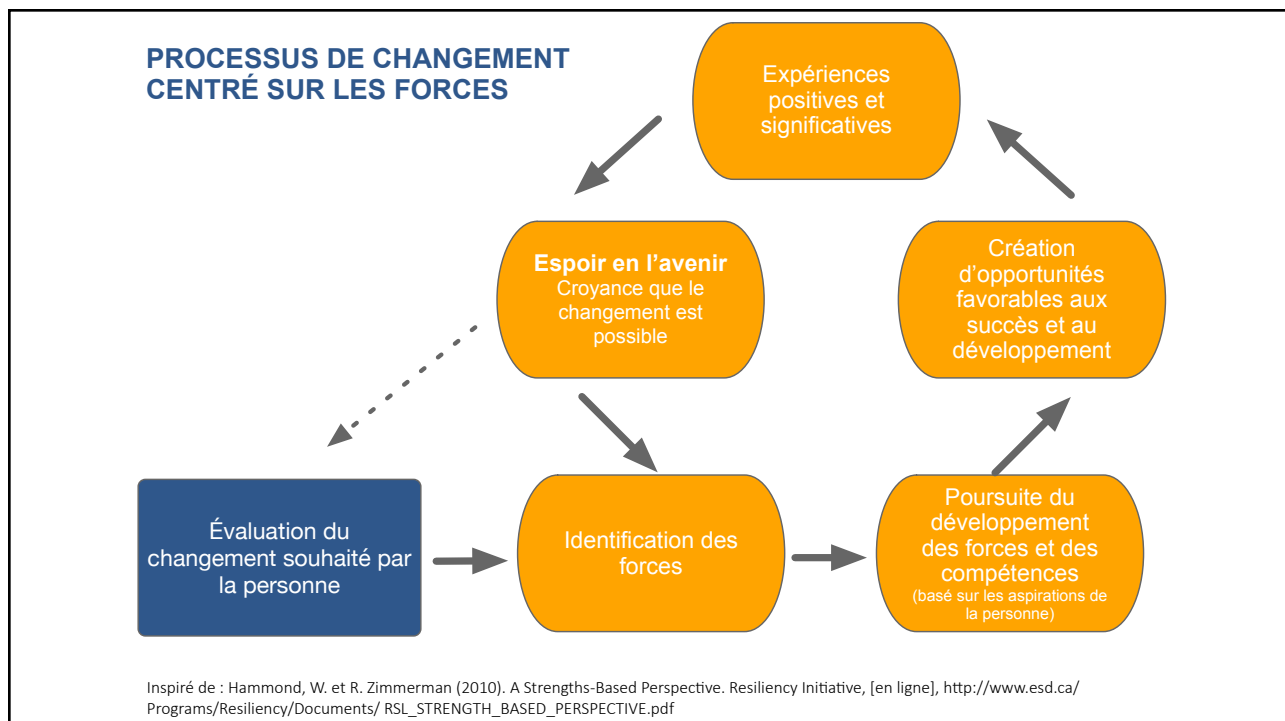 PROCESSUS DE CHANGEMENT
CENTRÉ SUR LES FORCES
Expériences
positives et
significatives
Espoir en l’avenir
Croyance que le
changement est
possible
Création
d’opportunités
favorables aux
succès et au
développement
Évaluation du
changement souhaité par
la personne
Identification des
forces
Poursuite du
développement
des forces et des
compétences
(basé sur les aspirations de
la personne)
Inspiré de : Hammond, W. et R. Zimmerman (2010). A Strengths-Based Perspective. Resiliency Initiative, [en ligne], http://www.esd.ca/
Programs/Resiliency/Documents/ RSL_STRENGTH_BASED_PERSPECTIVE.pdf